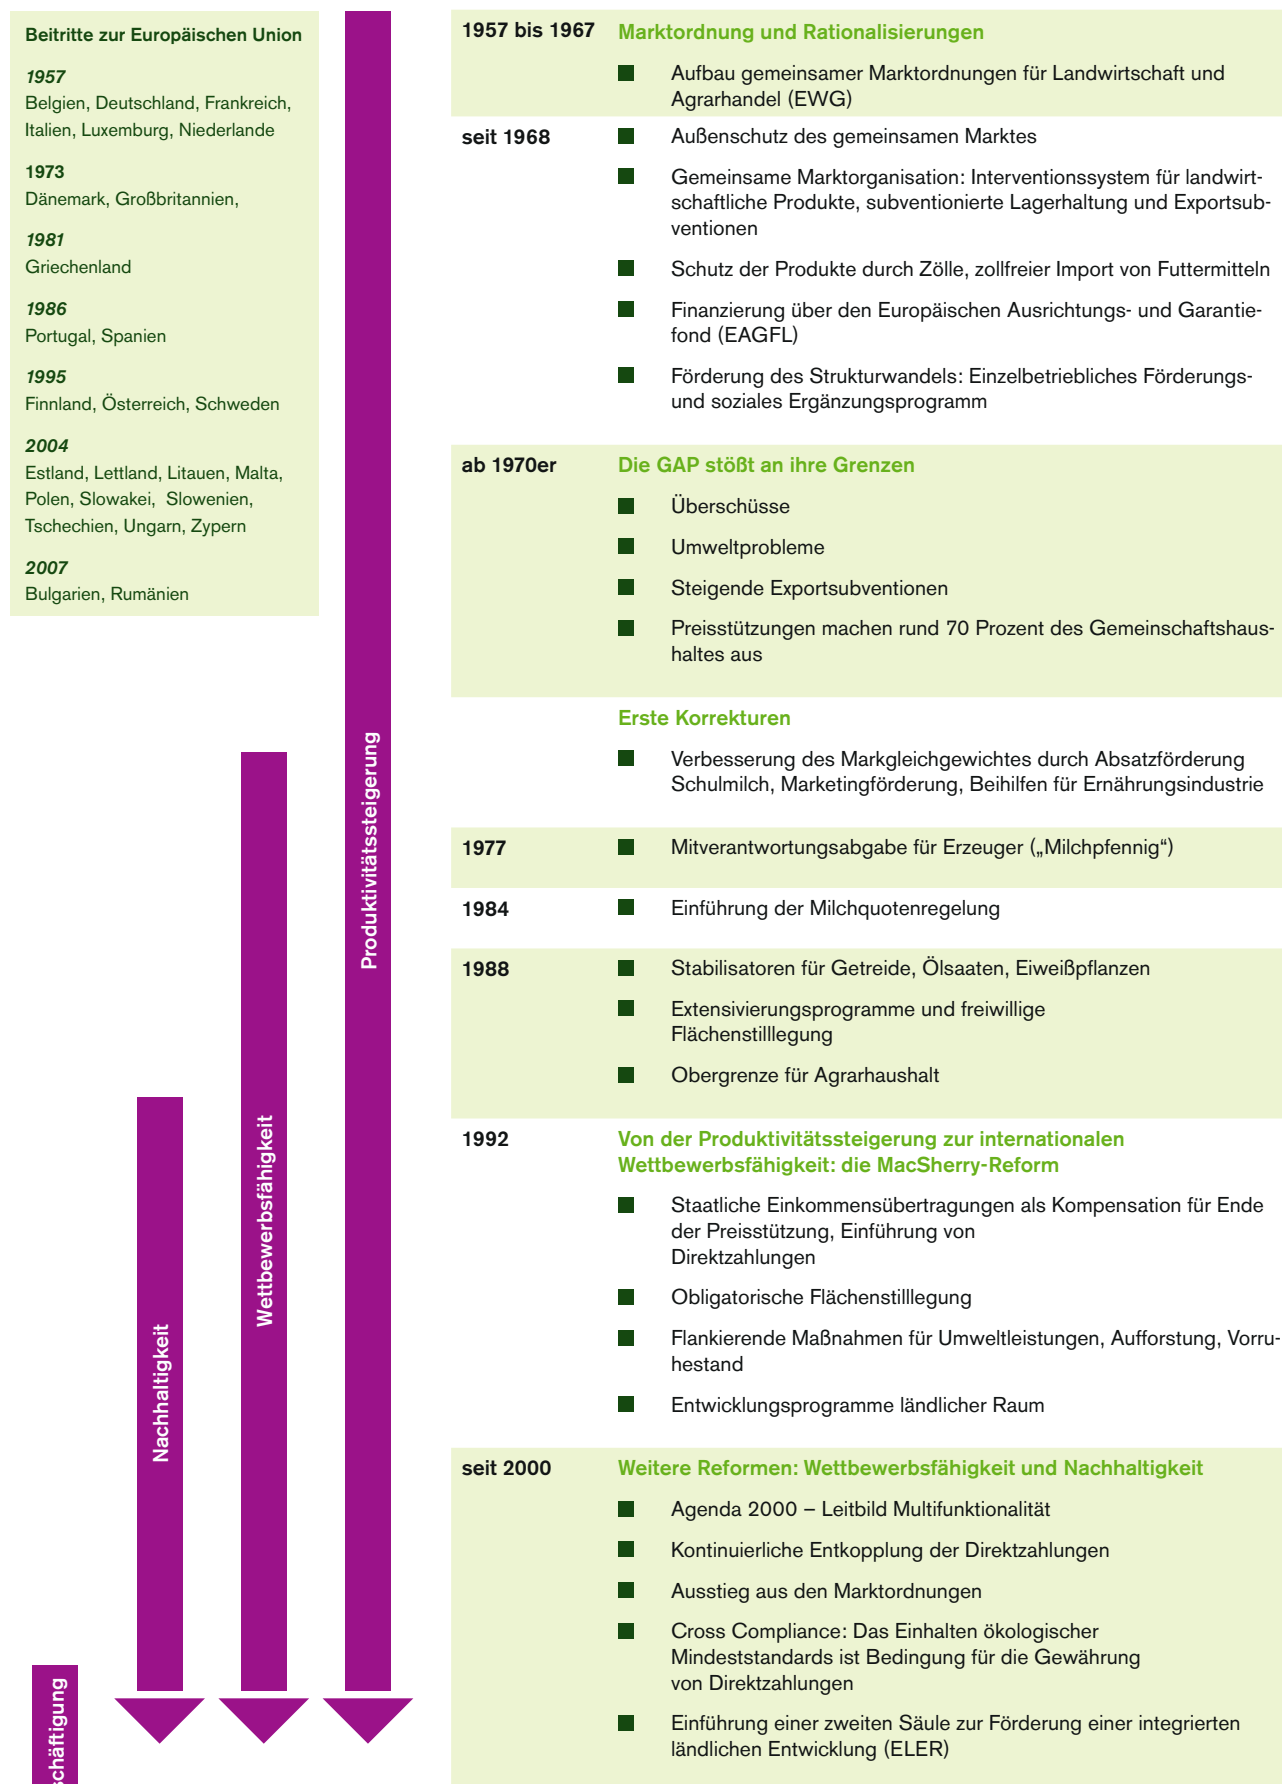 Beitritte zur Europäischen Union
1957
Belgien, Deutschland, Frankreich,
Italien, Luxemburg, Niederlande
1973
Dänemark, Großbritannien,
1981
Griechenland
1986
Portugal, Spanien
1995
Finnland, Österreich, Schweden
2004
Estland, Lettland, Litauen, Malta,
Polen, Slowakei, Slowenien,
Tschechien, Ungarn, Zypern
2007
Bulgarien, Rumänien
Produktivitätssteigerung
Wettbewerbsfähigkeit
Nachhaltigkeit
1957 bis 1967 Marktordnung und Rationalisierungen
Aufbau gemeinsamer Marktordnungen für Landwirtschaft und
Agrarhandel (EWG)
seit 1968 Außenschutz des gemeinsamen Marktes
Gemeinsame Marktorganisation: Interventionssystem für landwirt-
schaftliche Produkte, subventionierte Lagerhaltung und Exportsub-
ventionen
Schutz der Produkte durch Zölle, zollfreier Import von Futtermitteln
Finanzierung über den Europäischen Ausrichtungs- und Garantie-
fond (EAGFL)
Förderung des Strukturwandels: Einzelbetriebliches Förderungs-
und soziales Ergänzungsprogramm
ab 1970er Die GAP stößt an ihre Grenzen
Überschüsse
Umweltprobleme
Steigende Exportsubventionen
Preisstützungen machen rund 70 Prozent des Gemeinschaftshaus-
haltes aus
Erste Korrekturen
Verbesserung des Markgleichgewichtes durch Absatzförderung
Schulmilch, Marketingförderung, Beihilfen für Ernährungsindustrie
1977 Mitverantwortungsabgabe für Erzeuger („Milchpfennig“)
1984 Einführung der Milchquotenregelung
1988 Stabilisatoren für Getreide, Ölsaaten, Eiweißpflanzen
Extensivierungsprogramme und freiwillige
Flächenstilllegung
Obergrenze für Agrarhaushalt
1992 Von der Produktivitätssteigerung zur internationalen
Wettbewerbsfähigkeit: die MacSherry-Reform
Staatliche Einkommensübertragungen als Kompensation für Ende
der Preisstützung, Einführung von
Direktzahlungen
Obligatorische Flächenstilllegung
Flankierende Maßnahmen für Umweltleistungen, Aufforstung, Vorru-
hestand
Entwicklungsprogramme ländlicher Raum
seit 2000 Weitere Reformen: Wettbewerbsfähigkeit und Nachhaltigkeit
Agenda 2000 – Leitbild Multifunktionalität
Kontinuierliche Entkopplung der Direktzahlungen
Ausstieg aus den Marktordnungen
Cross Compliance: Das Einhalten ökologischer
Mindeststandards ist Bedingung für die Gewährung
von Direktzahlungen
Einführung einer zweiten Säule zur Förderung einer integrierten
ländlichen Entwicklung (ELER)